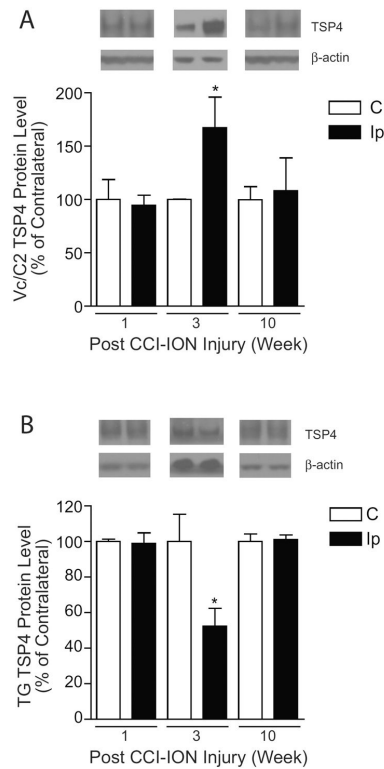 A
TSP4
β-actin
200
150
100
50
0
Vc/C2 TSP4 Protein Level
(% of Contralateral)
*
C
Ip
1 3 10
Post CCI-ION Injury (Week)
B
TSP4
β-actin
120
100
80
60
40
20
0
TG TSP4 Protein Level
(% of Contralateral)
*
C
Ip
1 3 10
Post CCI-ION Injury (Week)